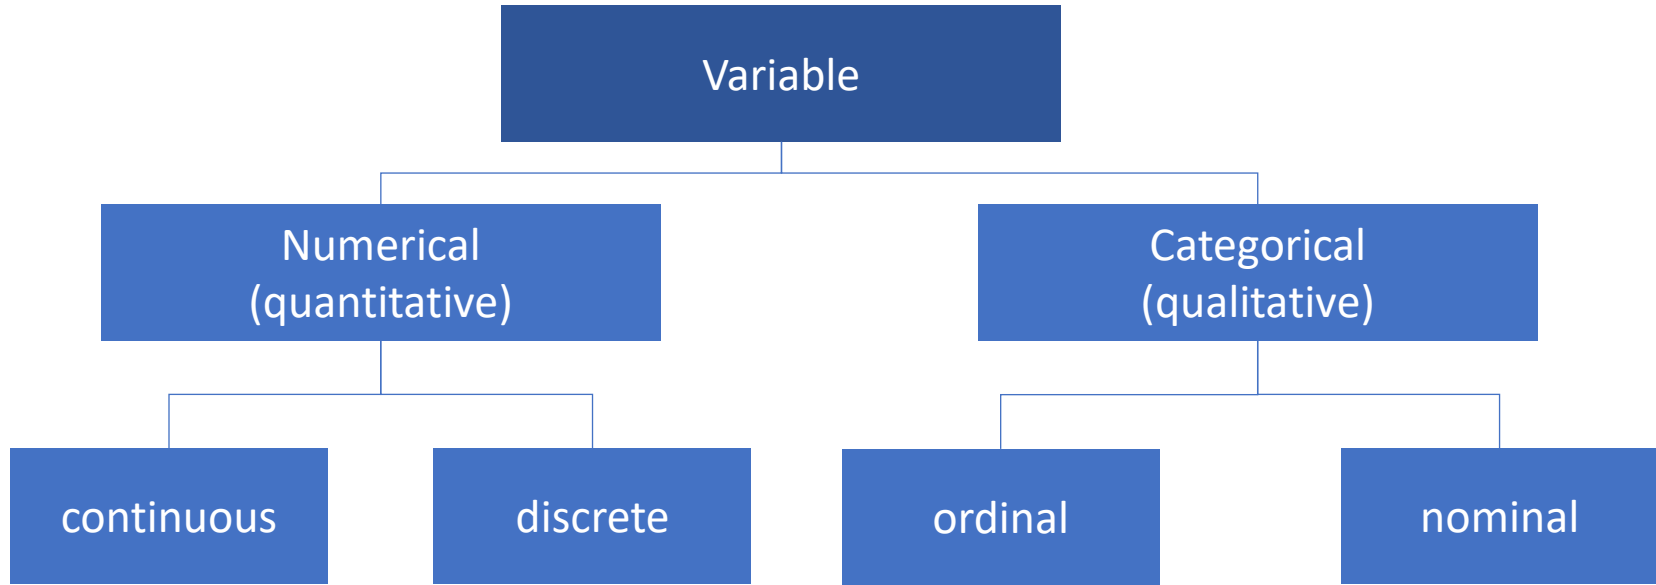 Variable
Numerical
(quantitative)
Categorical
(qualitative)
continuous
discrete
ordinal
nominal